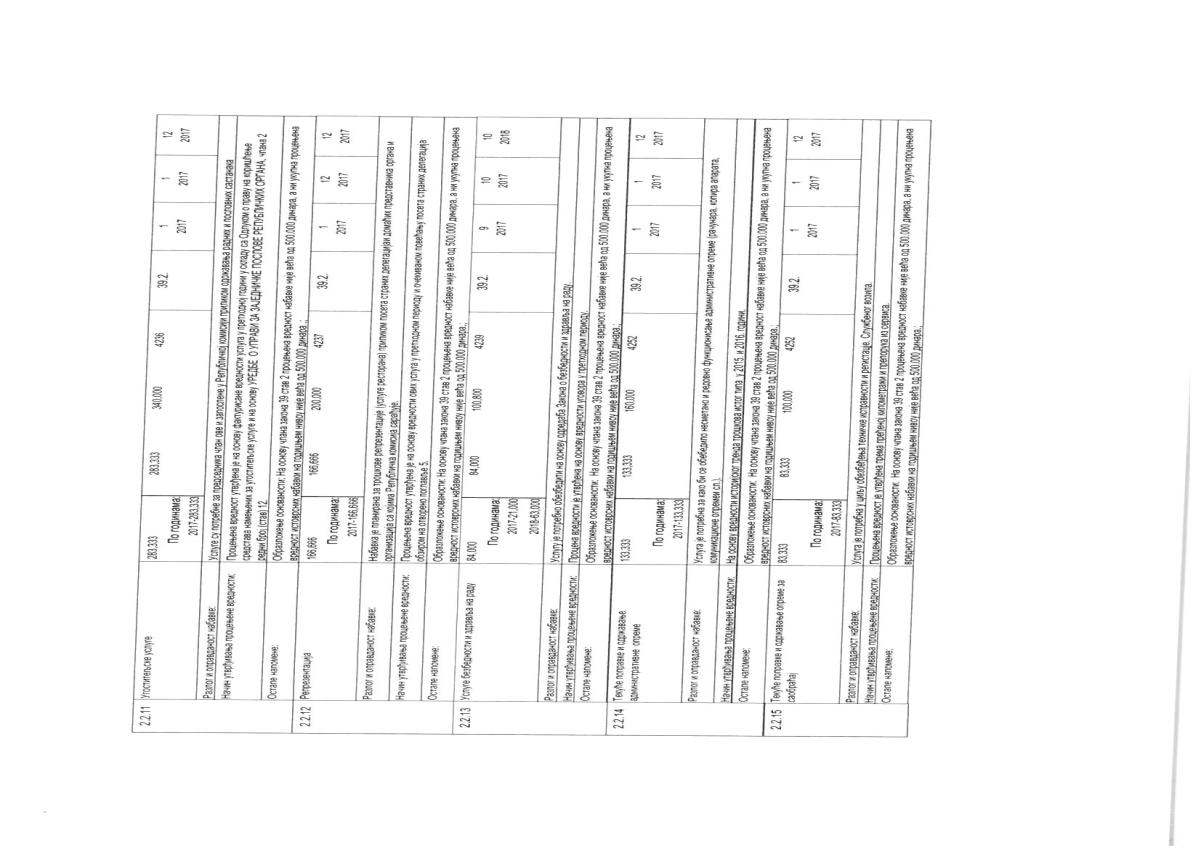 2.2.11 Угоститељске услуге 283,333 283,333 340,000 4236 39.2. 1 1 12
2017 2017 2017
По годинама:
2017-283,333
Разлог и оправданост набавке: Услуге су потребне за председника члан ове и запослене у Републичкој комисији приликом одржавања радних и пословних састанака
Начин утврђивања процењене вредности: Процењена вредност утврђена је на основу фактурисане вредности услуга у претходној години у складу са Одлуком о праву на коришћење
средстава намењених за угоститељске услуге и на основу УРЕДБЕ О УПРАВИ ЗА ЗАЈЕДНИЧКЕ ПОСЛОВЕ РЕПУБЛИЧКИХ ОРГАНА, члана 2
редни број (став) 12.
Остале напомене: Образложење основаности: На основу члана закона 39 став 2 процењена вредност набавке није већа од 500.000 динара, а ни укупна процењена
вредност истоврсних набавки на годишњем нивоу није већа од 500.000 динара.;
2.2.12 Репрезентација 166,666 166,666 200,000 4237 39.2. 1 12 12
2017 2017 2017
По годинама:
2017-166,666
Разлог и оправданост набавке: Набавка је планирана за трошкове репрезентације (услуге ресторана) приликом посета страних делегација и домаћих представника органа и
организација са којима Републичка комисија сарађује.
Начин утврђивања процењене вредности: Процењена вредност утврђена је на основу вредности ових услуга у претходном периоду и очекиваном повећању посета страних делегација
обзиром на отворено поглавље 5.
Остале напомене: Образложење основаности: На основу члана закона 39 став 2 процењена вредност набавке није већа од 500.000 динара, а ни укупна процењена
вредност истоврсних набавки на годишњем нивоу није већа од 500.000 динара.;
2.2.13 Услуге безбедности и здравља на раду 84,000 84,000 100,800 4239 39.2. 9 10 10
2017 2017 2018
По годинама:
2017-21,000
2018-63,000
Разлог и оправданост набавке: Услугу је потребно обезбедити на основу одредаба Закона о безбедности и здравља на раду.
Начин утврђивања процењене вредности: Процена вредности је утврђена на основу вредности уговора у претходном периоду.
Остале напомене: Образложење основаности: На основу члана закона 39 став 2 процењена вредност набавке није већа од 500.000 динара, а ни укупна процењена
вредност истоврсних набавки на годишњем нивоу није већа од 500.000 динара.;
2.2.14 Текуће поправке и одржавање 133,333 133,333 160,000 4252 39.2. 1 1 12
административне опреме 2017 2017 2017
По годинама:
2017-133,333
Разлог и оправданост набавке: Услуга је потребна за како би се обебедило несметано и редовно функционисање административне опреме (рачунара, копира апарата,
комуникационе опремеи сл.).
Начин утврђивања процењене вредности: На основу вредности историјског тренда трошкова истог типа у 2015. и 2016. години.
Остале напомене: Образложење основаности: На основу члана закона 39 став 2 процењена вредност набавке није већа од 500.000 динара, а ни укупна процењена
вредност истоврсних набавки на годишњем нивоу није већа од 500.000 динара.;
2.2.15 Текуће поправке и одржавање опреме за 83,333 83,333 100,000 4252 39.2. 1 1 12
саобраћај 2017 2017 2017
По годинама:
2017-83,333
Разлог и оправданост набавке: Услуга је потребна у циљу обезбеђења техничке исправности и регистације. Службеног возила.
Начин утврђивања процењене вредности: Процењена вредност је утврђена према пређеној километражи и препорука из сервиса.
Остале напомене: Образложење основаности: На основу члана закона 39 став 2 процењена вредност набавке није већа од 500.000 динара, а ни укупна процењена
вредност истоврсних набавки на годишњем нивоу није већа од 500.000 динара.;